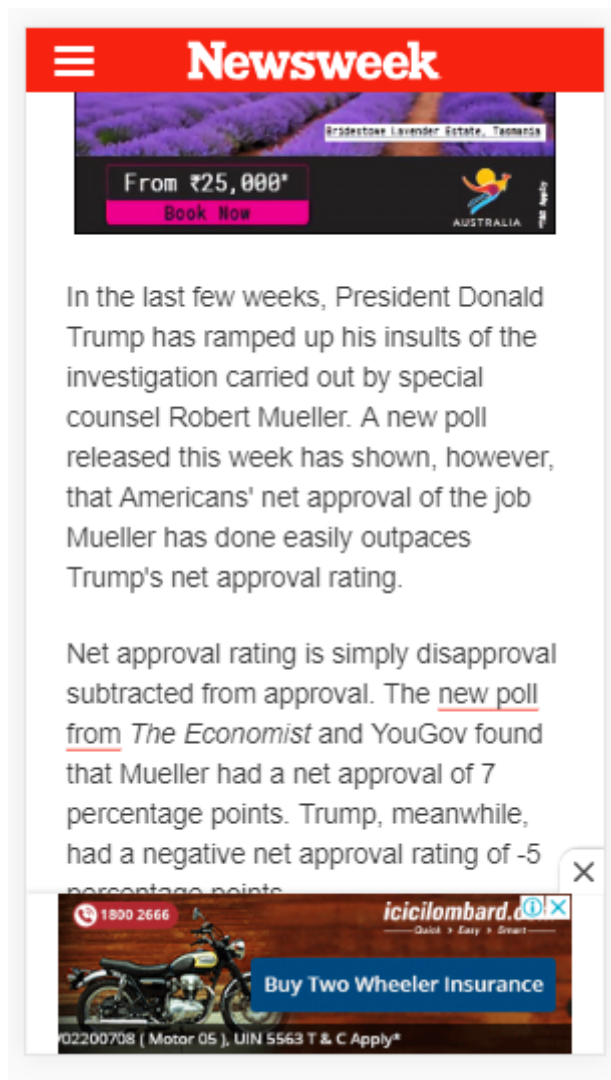 Newsweek
Bridestowe Lavender Estate, Tasmania
From ₹25,000*
Book Now
AUSTRALIA
*T&C Apply
In the last few weeks, President Donald
Trump has ramped up his insults of the
investigation carried out by special
counsel Robert Mueller. A new poll
released this week has shown, however,
that Americans' net approval of the job
Mueller has done easily outpaces
Trump's net approval rating.
Net approval rating is simply disapproval
subtracted from approval. The new poll
from The Economist and YouGov found
that Mueller had a net approval of 7
percentage points. Trump, meanwhile,
had a negative net approval rating of -5
percentage points
1800 2666
icicilombard.c
Quick > Easy > Smart
Buy Two Wheeler Insurance
/02200708 ( Motor 05 ), UIN 5563 T & C Apply*